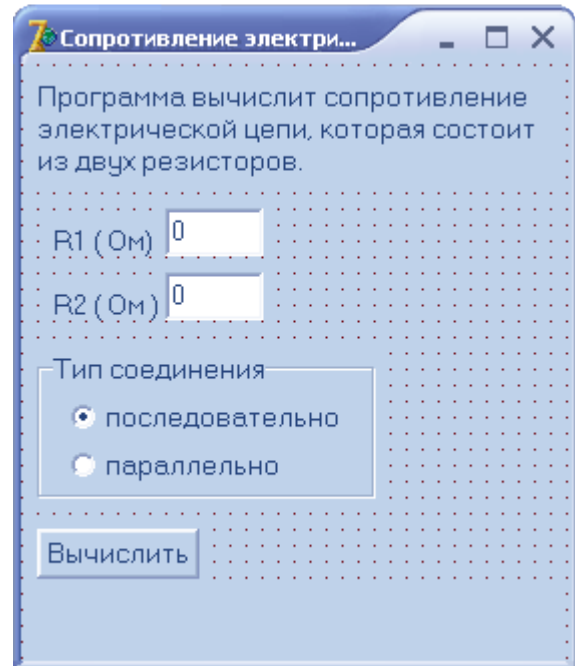 Сопротивление электри...
Программа вычислит сопротивление
электрической цепи, которая состоит
из двух резисторов.
R1 ( Ом) 0
R2 ( Ом ) 0
Тип соединения
последовательно
параллельно
Вычислить